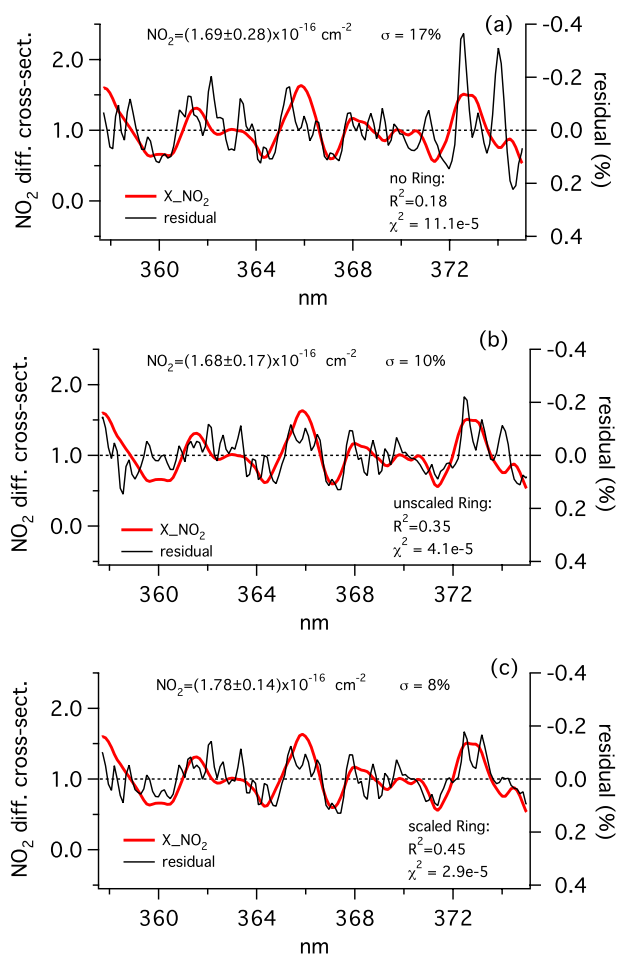 (a)
NO2=(1.69±0.28)x10^-16 cm^-2 σ = 17%
NO2 diff. cross-sect.
2.0
1.0
0.0
-0.4
-0.2
0.0
0.2
0.4
residual (%)
X_NO2
residual
no Ring:
R^2=0.18
χ^2 = 11.1e-5
360 364 368 372
nm
(b)
NO2=(1.68±0.17)x10^-16 cm^-2 σ = 10%
NO2 diff. cross-sect.
2.0
1.0
0.0
-0.4
-0.2
0.0
0.2
0.4
residual (%)
X_NO2
residual
unscaled Ring:
R^2=0.35
χ^2 = 4.1e-5
360 364 368 372
nm
(c)
NO2=(1.78±0.14)x10^-16 cm^-2 σ = 8%
NO2 diff. cross-sect.
2.0
1.0
0.0
-0.4
-0.2
0.0
0.2
0.4
residual (%)
X_NO2
residual
scaled Ring:
R^2=0.45
χ^2 = 2.9e-5
360 364 368 372
nm